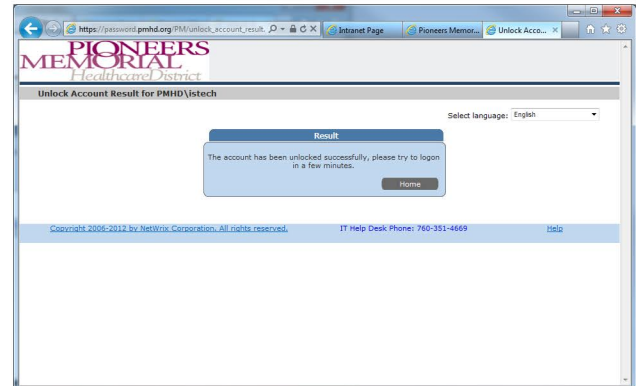 https://password.pmhd.org/PM/unlock_account_result.
Intranet Page
Pioneers Memor...
Unlock Acco...
PIONEERS
MEMORIAL
HealthcareDistrict
Unlock Account Result for PMHD\istech
Select language: English
Result
The account has been unlocked successfully, please try to logon
in a few minutes.
Home
Copyright 2006-2012 by NetWrix Corporation. All rights reserved. IT Help Desk Phone: 760-351-4669 Help